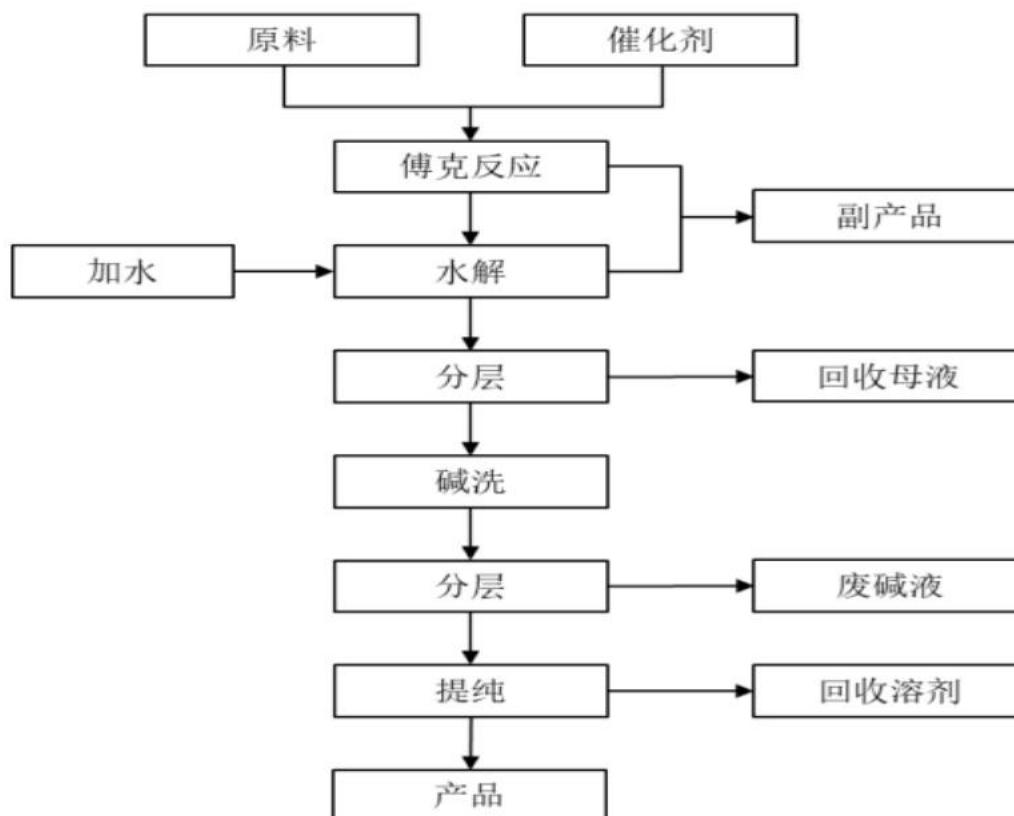 原料
催化剂
傅克反应
副产品
加水
水解
分层
回收母液
碱洗
分层
废碱液
提纯
回收溶剂
产品